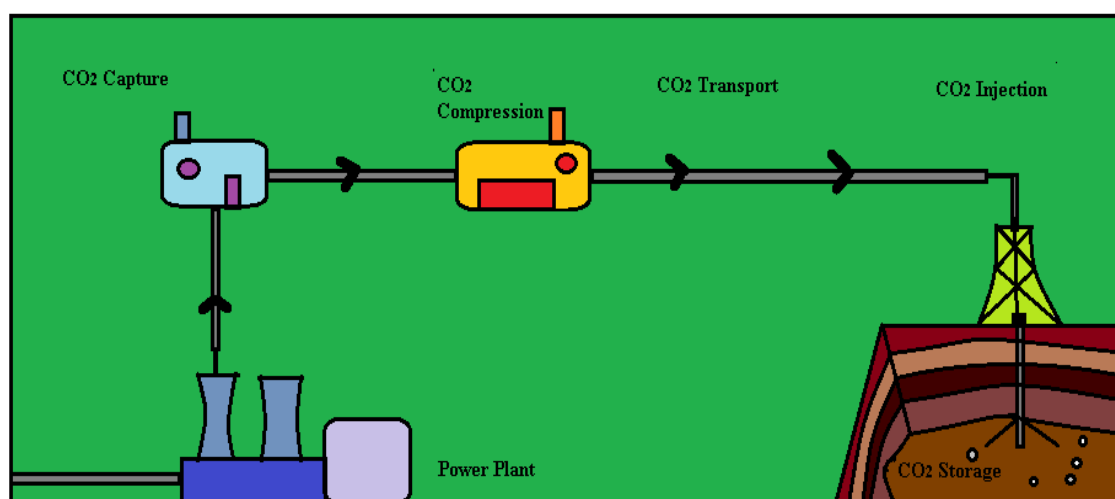 CO2 Capture
CO2
Compression
CO2 Transport
CO2 Injection
Power Plant
CO2 Storage